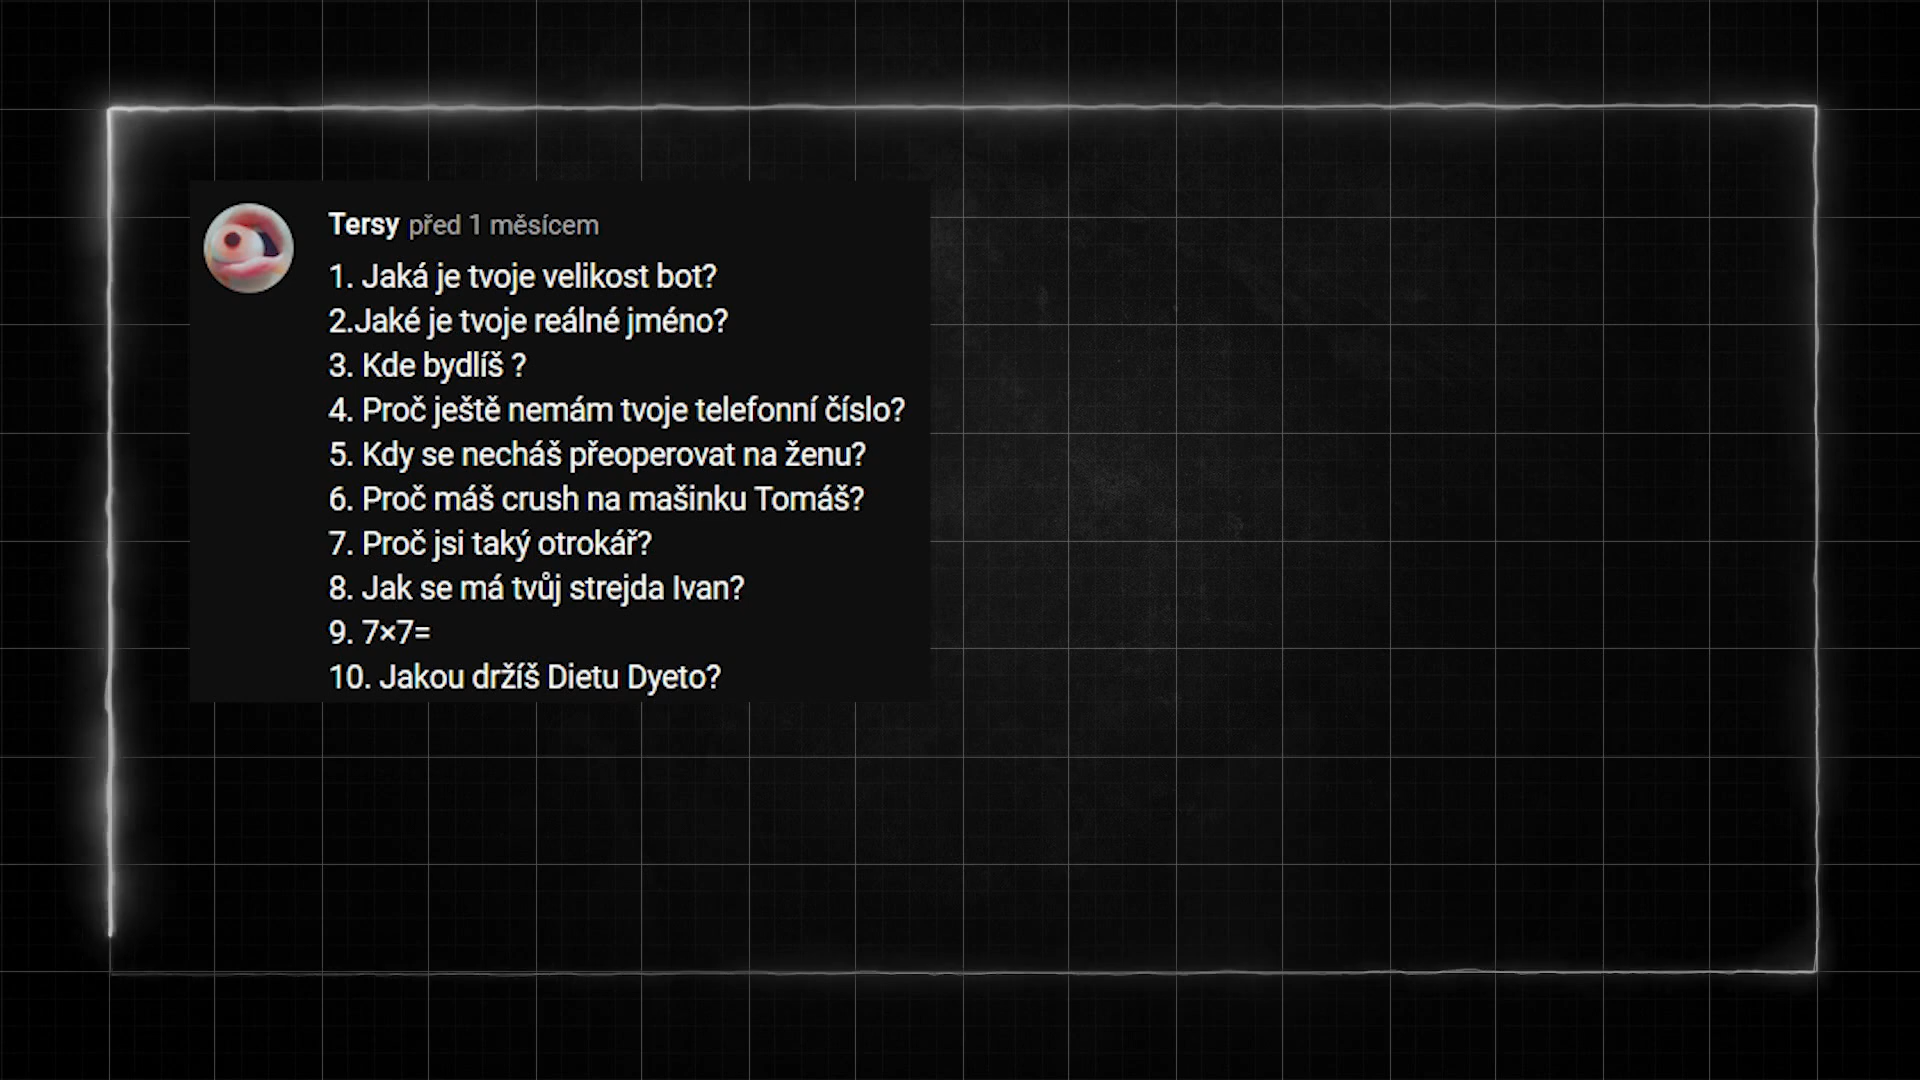 Tersy před 1 měsícem
1. Jaká je tvoje velikost bot?
2.Jaké je tvoje reálné jméno?
3. Kde bydlíš ?
4. Proč ještě nemám tvoje telefonní číslo?
5. Kdy se necháš přeoperovat na ženu?
6. Proč máš crush na mašinku Tomáš?
7. Proč jsi taký otrokář?
8. Jak se má tvůj strejda Ivan?
9. 7×7=
10. Jakou držíš Dietu Dyeto?